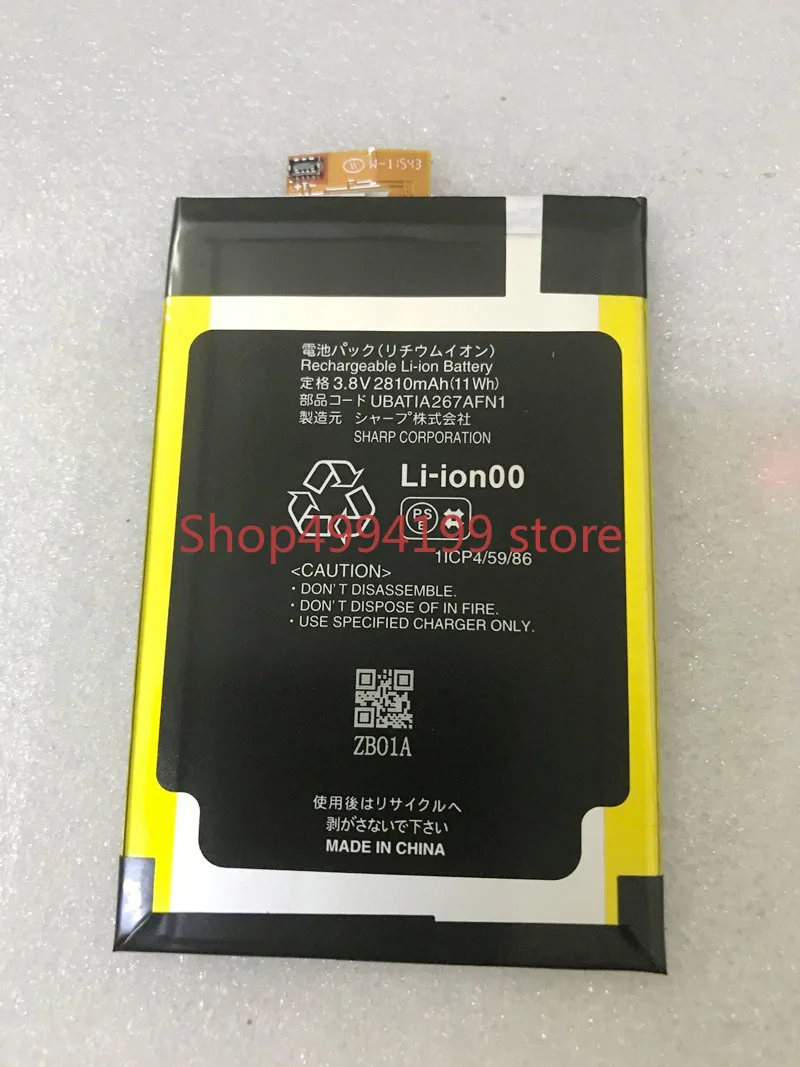 W-11543
電池パック(リチウムイオン)
Rechargeable Li-ion Battery
定格 3.8V 2810mAh(11Wh)
部品コード UBATIA267AFN1
製造元 シャープ株式会社
SHARP CORPORATION
Li-ion00
PS
E
Shop4994199 store
1ICP4/59/86
<CAUTION>
・DON'T DISASSEMBLE.
・DON'T DISPOSE OF IN FIRE.
・USE SPECIFIED CHARGER ONLY.
ZB01A
使用後はリサイクルへ
剥がさないで下さい
MADE IN CHINA